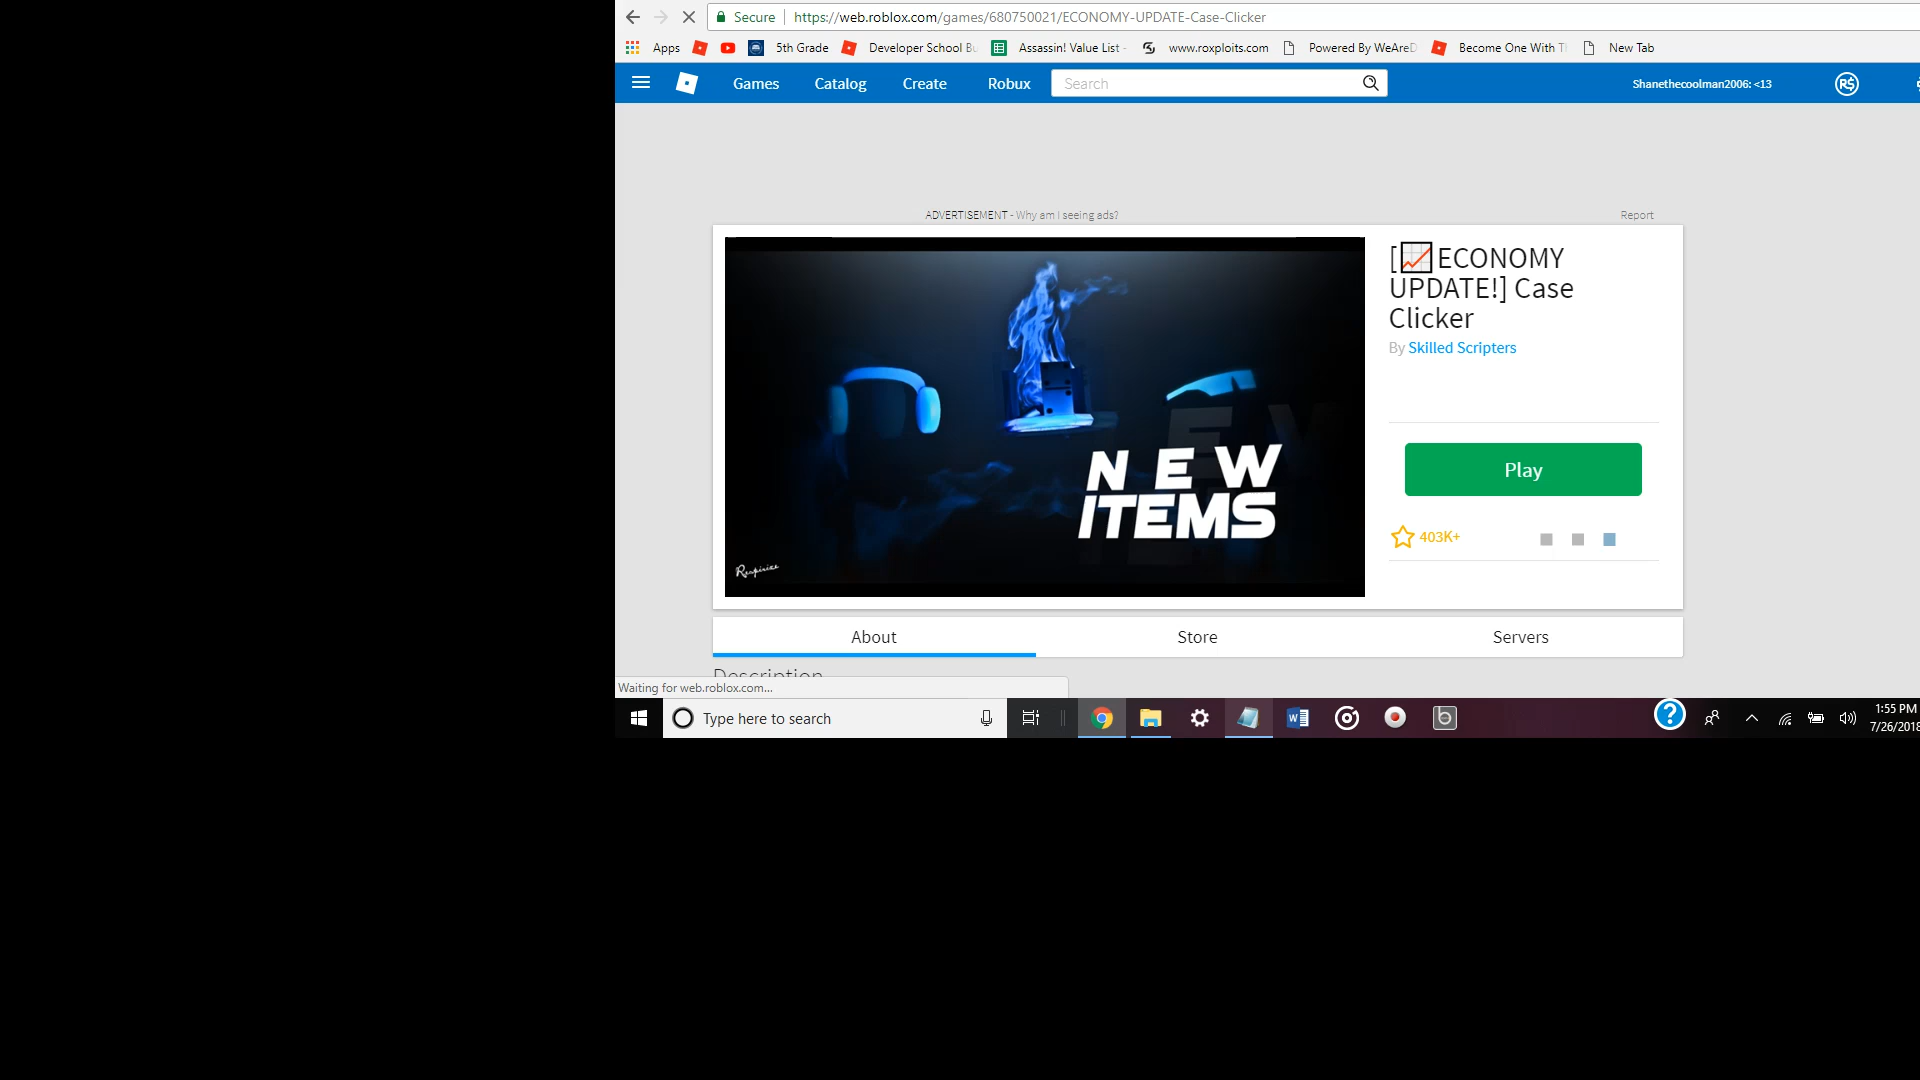 Secure https://web.roblox.com/games/680750021/ECONOMY-UPDATE-Case-Clicker
Apps 5th Grade Developer School Bu Assassin! Value List - www.roxploits.com Powered By WeAreD Become One With Th New Tab
Games Catalog Create Robux Search Shanethecoolman2006: <13 R$
ADVERTISEMENT - Why am I seeing ads? Report
[📈ECONOMY
UPDATE!] Case
Clicker
By Skilled Scripters
NEW
ITEMS
Play
403K+
About Store Servers
Description
Waiting for web.roblox.com...
Type here to search
1:55 PM
7/26/2018